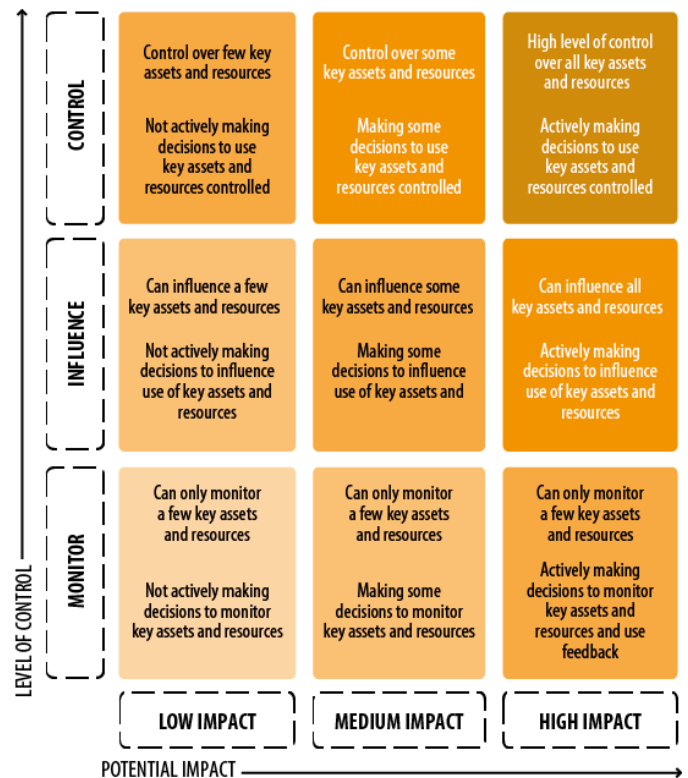 LEVEL OF CONTROL
CONTROL
Control over few key
assets and resources
Not actively making
decisions to use
key assets and
resources controlled
Control over some
key assets and resources
Making some
decisions to use
key assets and
resources controlled
High level of control
over all key assets
and resources
Actively making
decisions to use
key assets and
resources controlled
INFLUENCE
Can influence a few
key assets and resources
Not actively making
decisions to influence
use of key assets and
resources
Can influence some
key assets and resources
Making some
decisions to influence
use of key assets and
Can influence all
key assets and resources
Actively making
decisions to influence
use of key assets and
resources
MONITOR
Can only monitor
a few key assets
and resources
Not actively making
decisions to monitor
key assets and resources
Can only monitor
a few key assets
and resources
Making some
decisions to monitor
key assets and resources
Can only monitor
a few key assets
and resources
Actively making
decisions to monitor
key assets and
resources and use
feedback
LOW IMPACT
MEDIUM IMPACT
HIGH IMPACT
POTENTIAL IMPACT